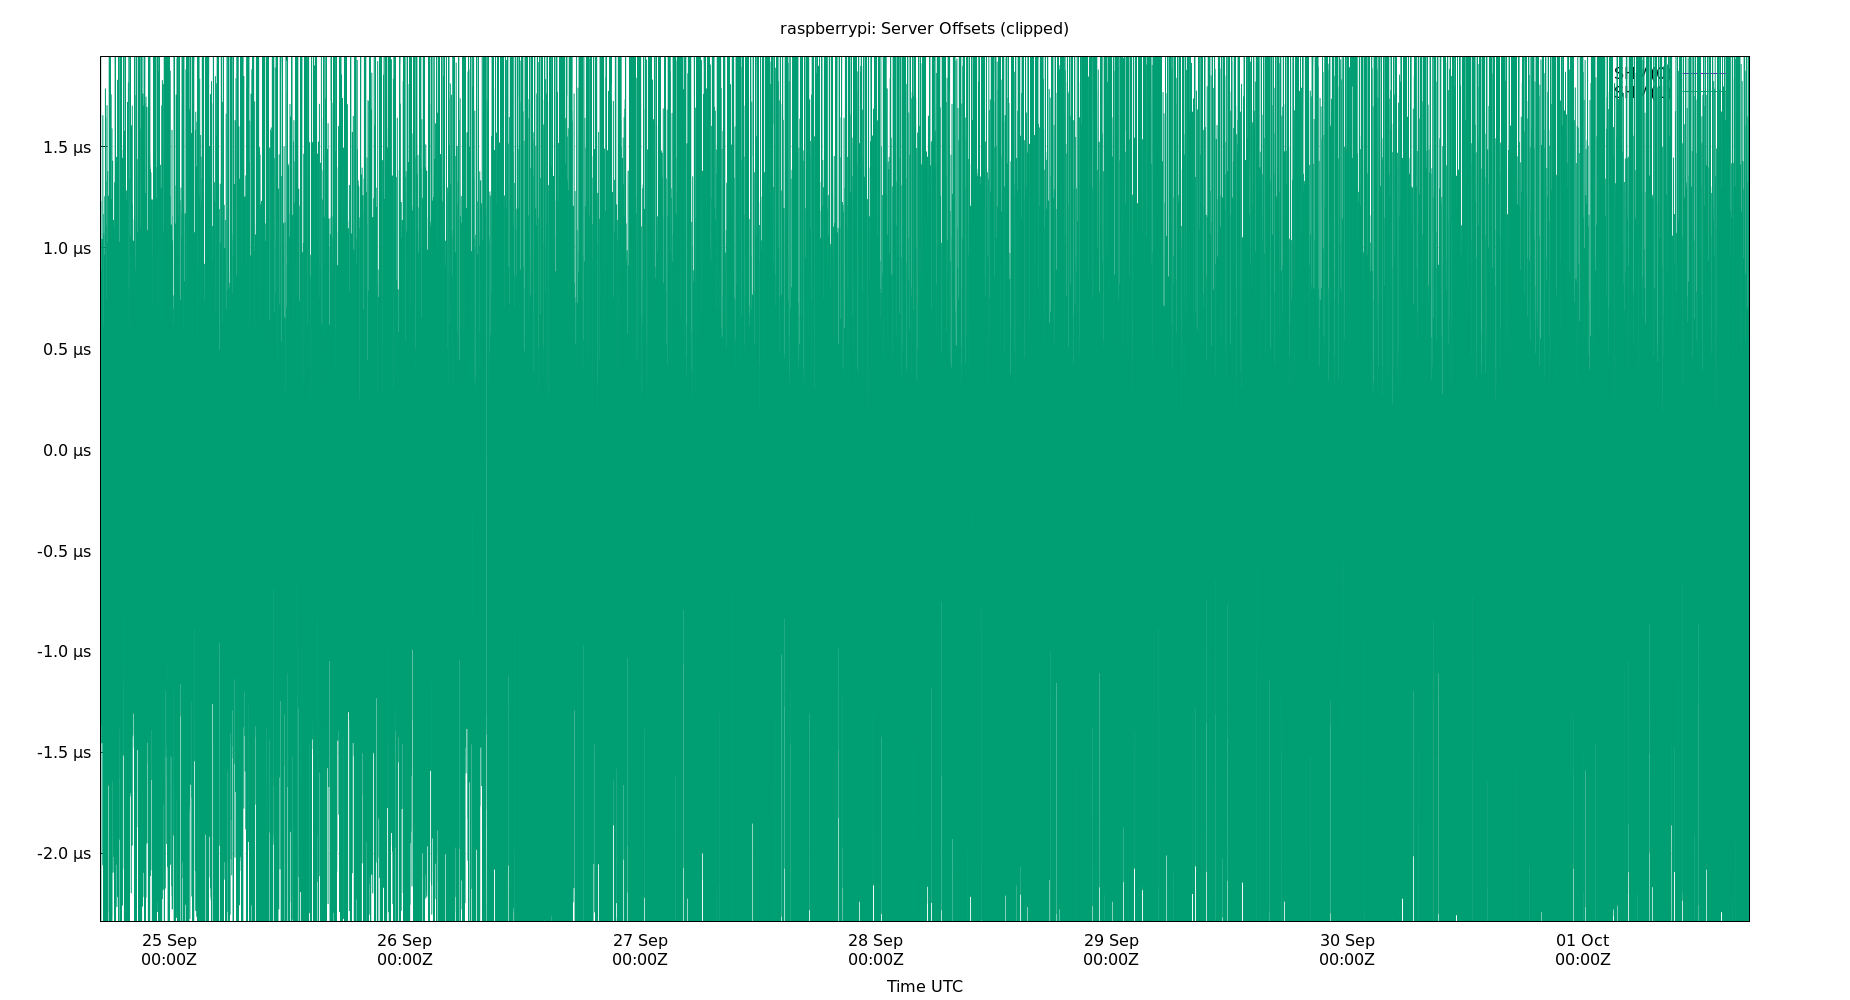 raspberrypi: Server Offsets (clipped)
1.5 µs
1.0 µs
0.5 µs
0.0 µs
-0.5 µs
-1.0 µs
-1.5 µs
-2.0 µs
25 Sep
00:00Z
26 Sep
00:00Z
27 Sep
00:00Z
28 Sep
00:00Z
29 Sep
00:00Z
30 Sep
00:00Z
01 Oct
00:00Z
Time UTC